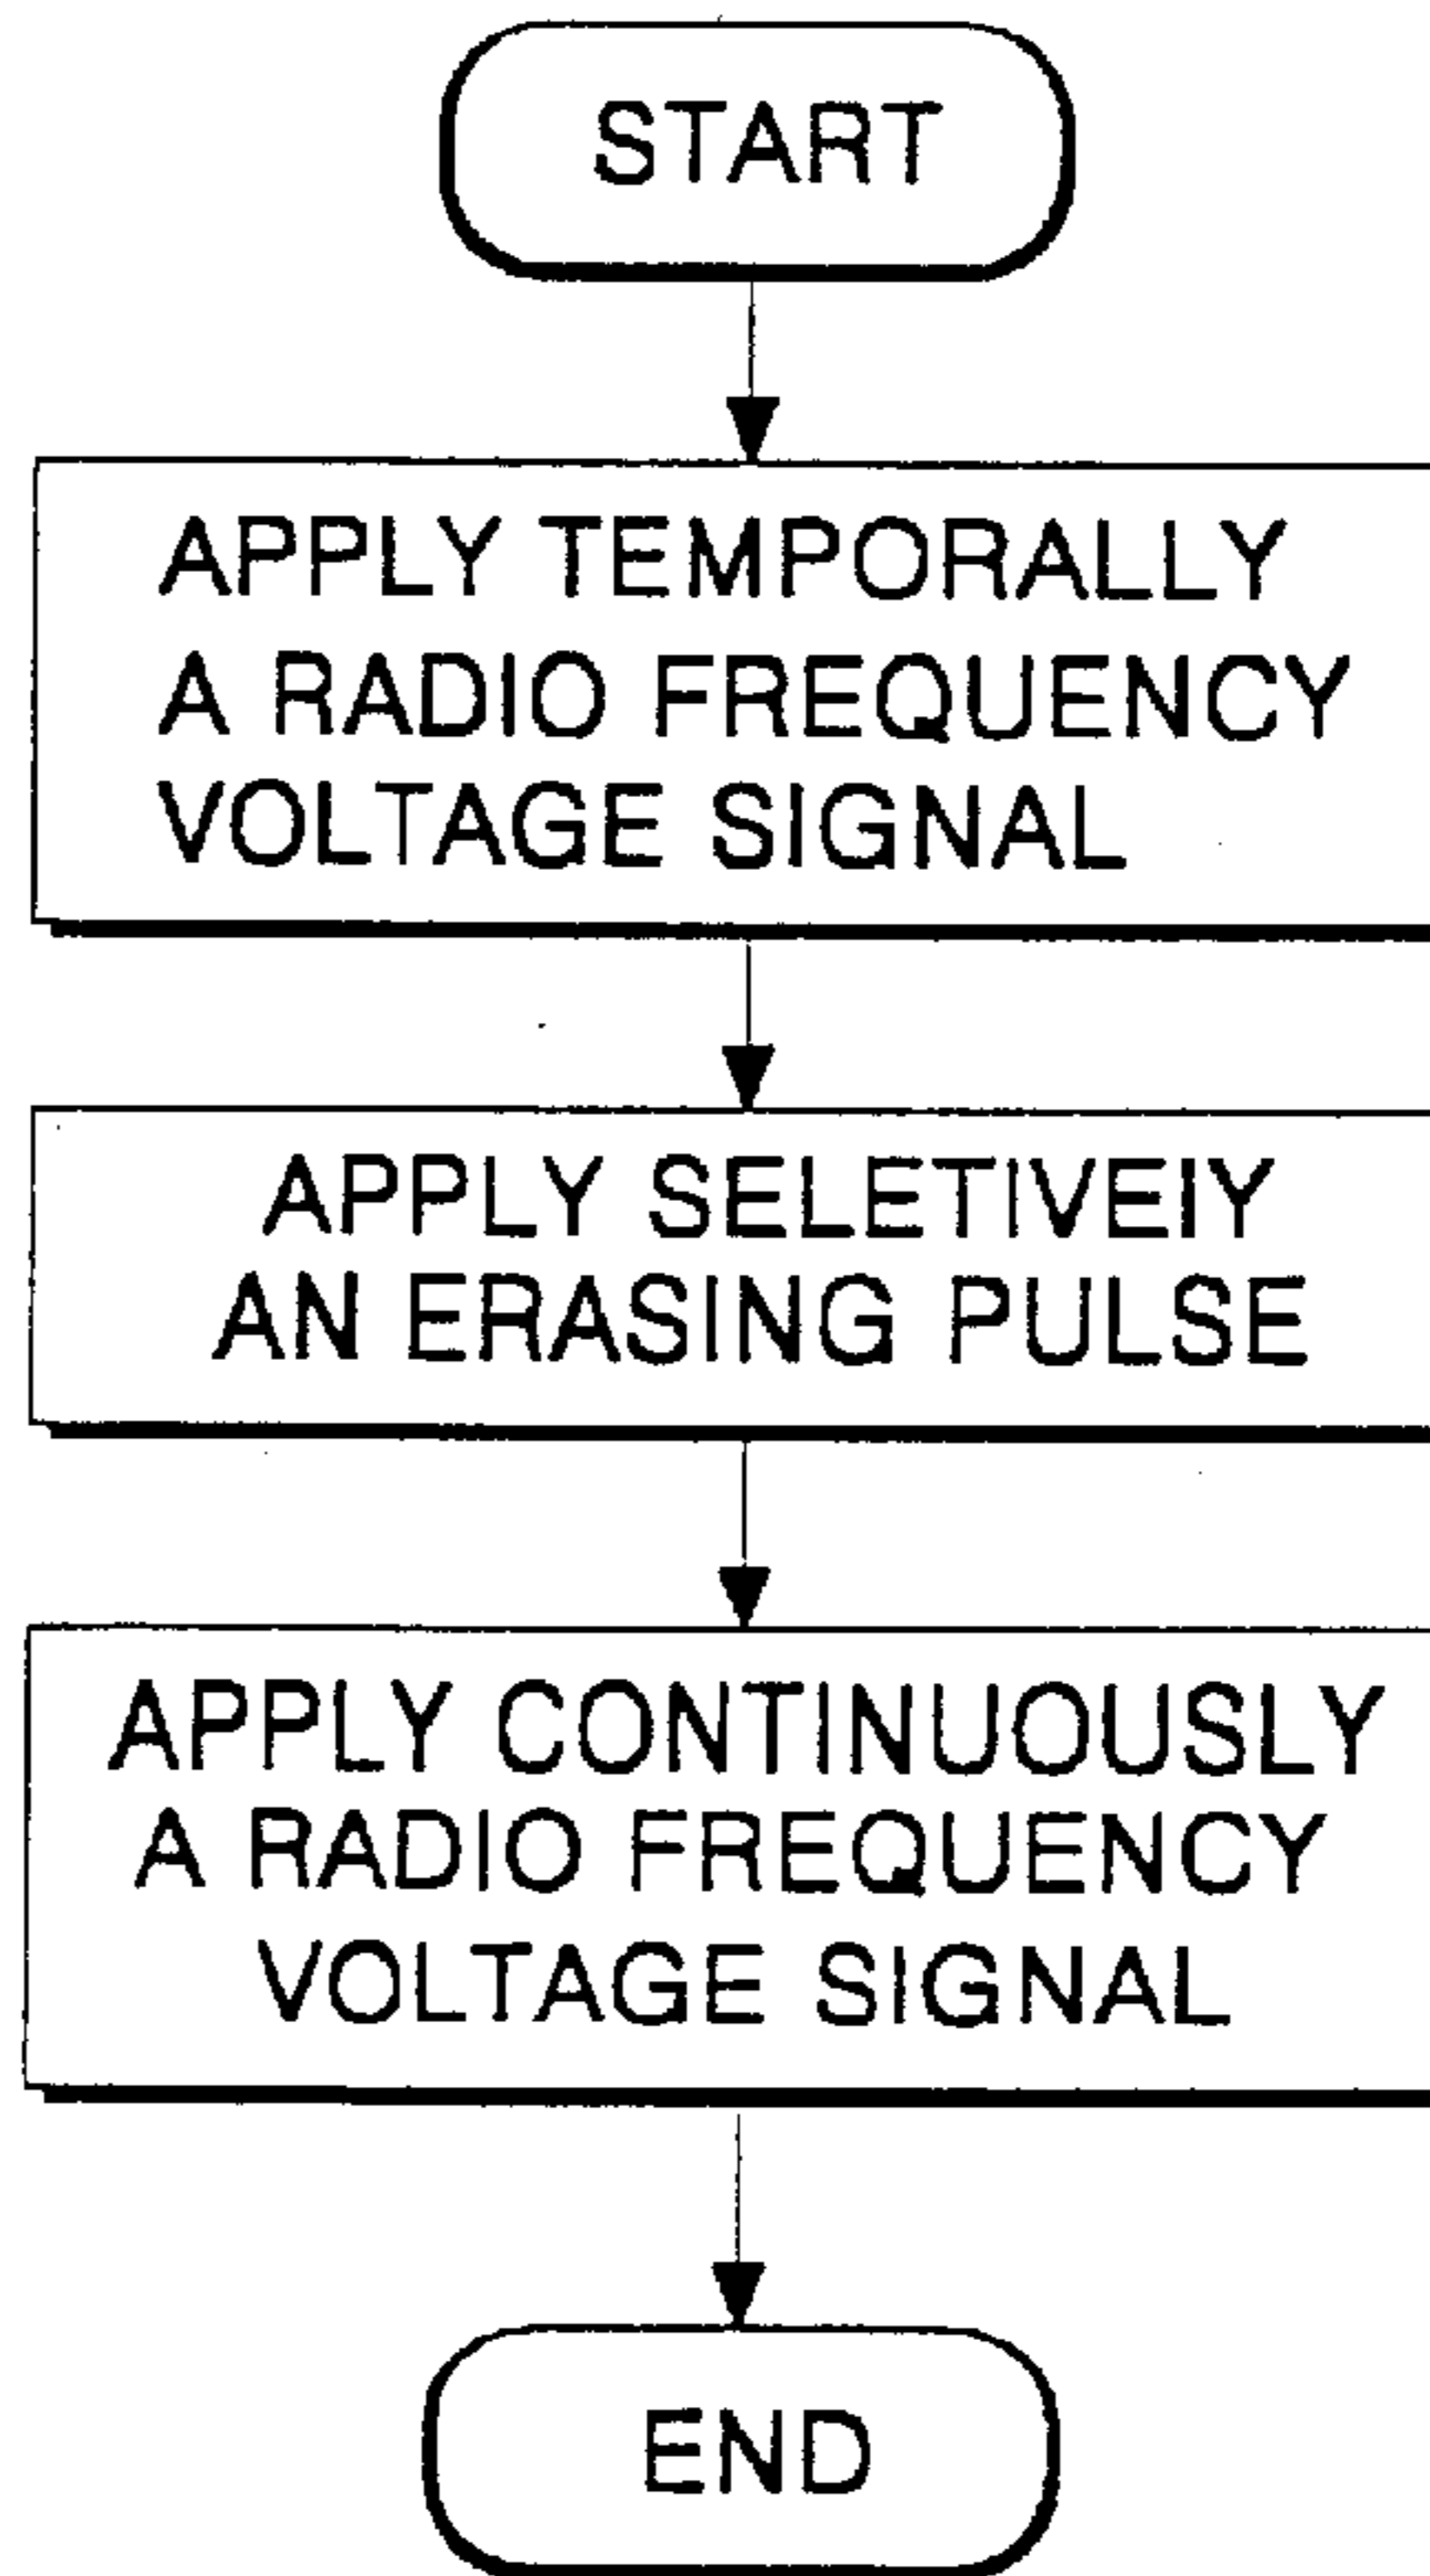 START
APPLY TEMPORALLY
A RADIO FREQUENCY
VOLTAGE SIGNAL
APPLY SELETIVEIY
AN ERASING PULSE
APPLY CONTINUOUSLY
A RADIO FREQUENCY
VOLTAGE SIGNAL
END